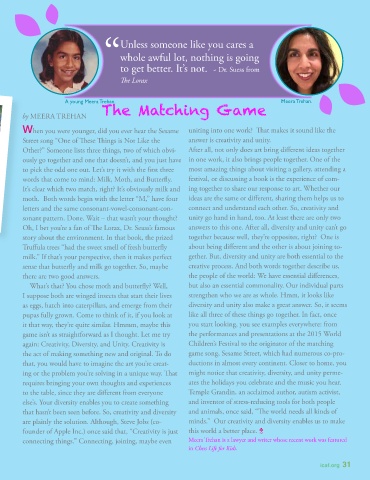 “Unless someone like you cares a
whole awful lot, nothing is going
to get better. It's not. - Dr. Suess from
The Lorax
A young Meera Trehan
Meera Trehan
The Matching Game
by MEERA TREHAN
When you were younger, did you ever hear the Sesame
Street song "One of These Things is Not Like the
Other?" Someone lists three things, two of which obvi-
ously go together and one that doesn't, and you just have
to pick the odd one out. Let's try it with the first three
words that come to mind: Milk, Moth, and Butterfly.
It's clear which two match, right? It's obviously milk and
moth. Both words begin with the letter "M," have four
letters and the same consonant-vowel-consonant-con-
sonant pattern. Done. Wait – that wasn't your thought?
Oh, I bet you're a fan of The Lorax, Dr. Seuss's famous
story about the environment. In that book, the prized
Truffula trees "had the sweet smell of fresh butterfly
milk." If that's your perspective, then it makes perfect
sense that butterfly and milk go together. So, maybe
there are two good answers.
What's that? You chose moth and butterfly? Well,
I suppose both are winged insects that start their lives
as eggs, hatch into caterpillars, and emerge from their
pupas fully grown. Come to think of it, if you look at
it that way, they're quite similar. Hmmm, maybe this
game isn't as straightforward as I thought. Let me try
again: Creativity, Diversity, and Unity. Creativity is
the act of making something new and original. To do
that, you would have to imagine the art you're creat-
ing or the problem you're solving in a unique way. That
requires bringing your own thoughts and experiences
to the table, since they are different from everyone
else's. Your diversity enables you to create something
that hasn't been seen before. So, creativity and diversity
are plainly the solution. Although, Steve Jobs (co-
founder of Apple Inc.) once said that, "Creativity is just
connecting things." Connecting, joining, maybe even
uniting into one work? That makes it sound like the
answer is creativity and unity.
After all, not only does art bring different ideas together
in one work, it also brings people together. One of the
most amazing things about visiting a gallery, attending a
festival, or discussing a book is the experience of com-
ing together to share our response to art. Whether our
ideas are the same or different, sharing them helps us to
connect and understand each other. So, creativity and
unity go hand in hand, too. At least there are only two
answers to this one. After all, diversity and unity can't go
together because well, they're opposites, right? One is
about being different and the other is about joining to-
gether. But, diversity and unity are both essential to the
creative process. And both words together describe us,
the people of the world. We have essential differences,
but also an essential commonality. Our individual parts
strengthen who we are as whole. Hmm, it looks like
diversity and unity also make a great answer. So, it seems
like all three of these things go together. In fact, once
you start looking, you see examples everywhere: from
the performances and presentations at the 2015 World
Children's Festival to the originator of the matching
game song, Sesame Street, which had numerous co-pro-
ductions in almost every continent. Closer to home, you
might notice that creativity, diversity, and unity perme-
ates the holidays you celebrate and the music you hear.
Temple Grandin, an acclaimed author, autism activist,
and inventor of stress-reducing tools for both people
and animals, once said, "The world needs all kinds of
minds." Our creativity and diversity enables us to make
this world a better place.
Meera Trehan is a lawyer and writer whose recent work was featured
in Chess Life for Kids.
icaf.org 31